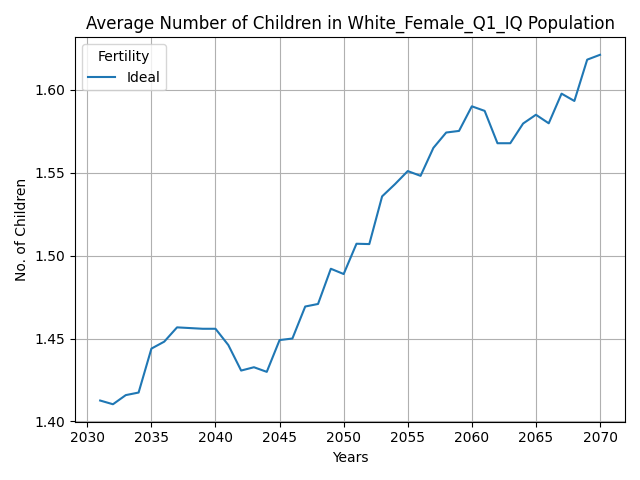 Average Number of Children in White_Female_Q1_IQ Population
Fertility
Ideal
No. of Children
1.60
1.55
1.50
1.45
1.40
2030 2035 2040 2045 2050 2055 2060 2065 2070
Years